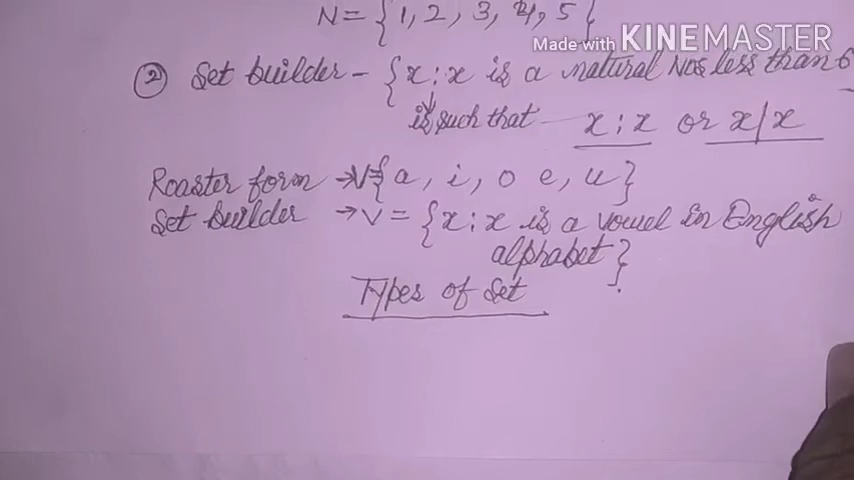 N = {1, 2, 3, 4, 5}
Made with KINEMASTER
② Set builder - {x : x is a natural Nos less than 6
is such that - x : x or x/x
Roaster form → V = {a, i, o e, u}
Set builder → V = {x : x is a vowel in English
alphabet}.
Types of Set